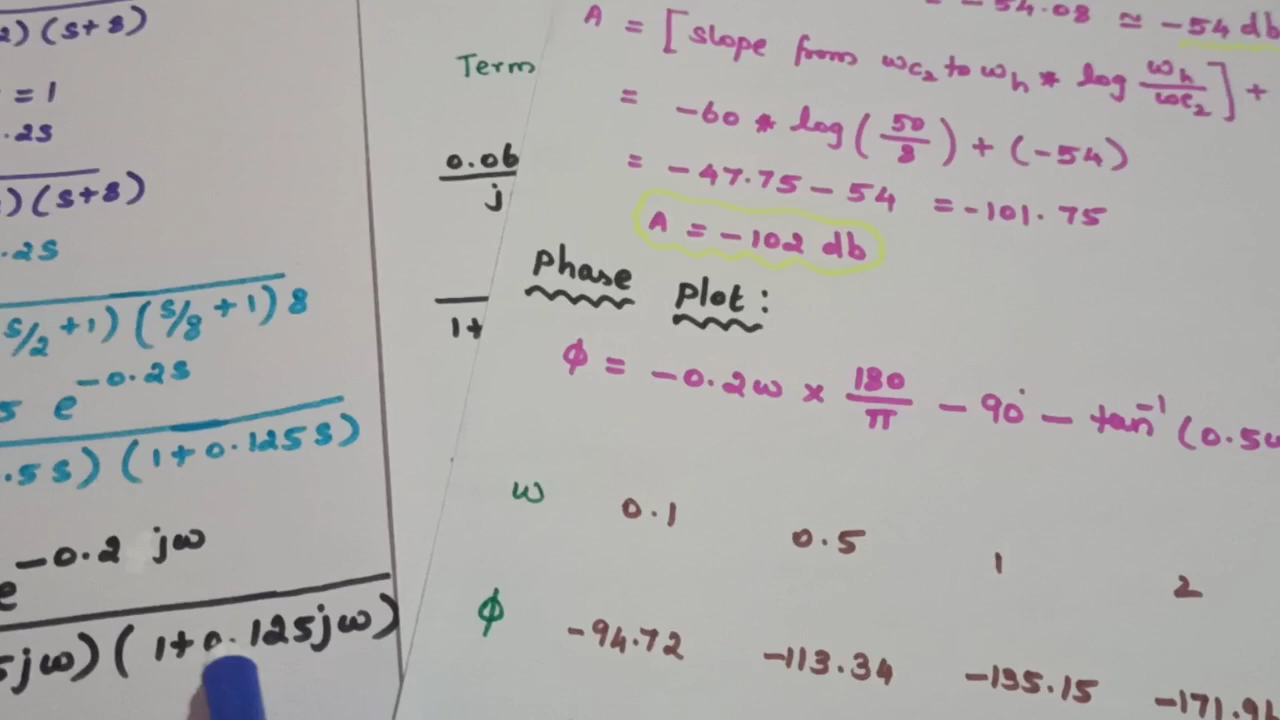 2) (s+8)
= 1
.2s
) (s+8)
.2s
s/2 +1) (s/8 +1) 8
5 e^-0.2s
.5s) (1+0.125s)
e^-0.2 jω
5jω) (1+0.125jω)
Term
0.06
j
1+
-54.08 ≃ -54 db
A = [slope from ωc2 to ωh * log ωh/ωc2] +
= -60 * log (50/8) + (-54)
= -47.75 - 54 = -101.75
A = -102 db
Phase Plot :
φ = -0.2ω × 180/π - 90° - tan^-1 (0.5ω
ω 0.1 0.5 1 2
φ -94.72 -113.34 -135.15 -171.9